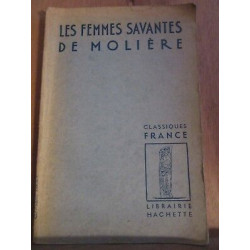 LES FEMMES SAVANTES
DE MOLIÈRE
CLASSIQUES
FRANCE
LIBRAIRIE
HACHETTE